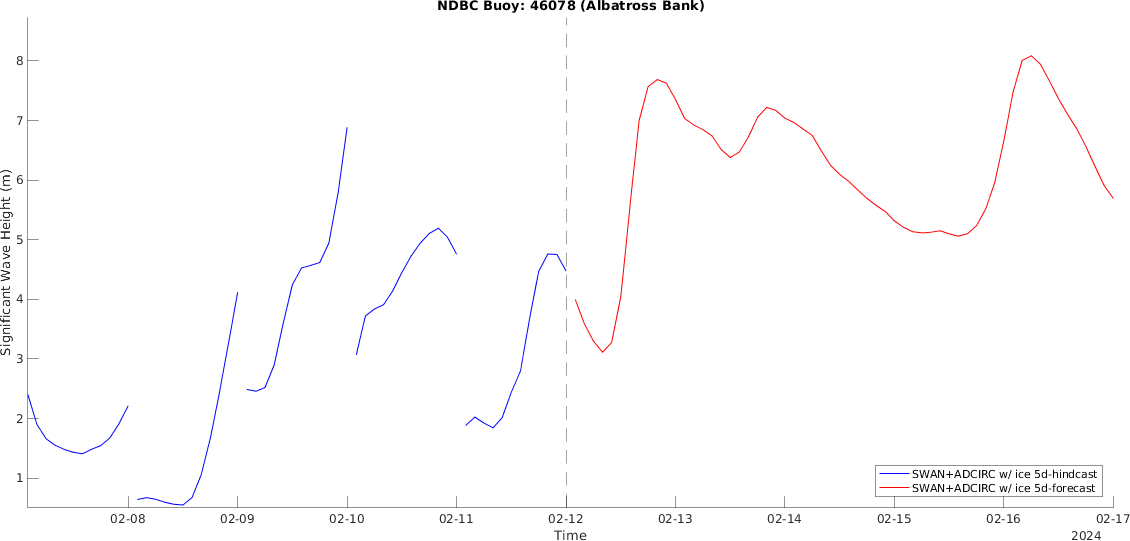 NDBC Buoy: 46078 (Albatross Bank)
Significant Wave Height (m)
8
7
6
5
4
3
2
1
SWAN+ADCIRC w/ ice 5d-hindcast
SWAN+ADCIRC w/ ice 5d-forecast
02-08 02-09 02-10 02-11 02-12 02-13 02-14 02-15 02-16 02-17
Time
2024